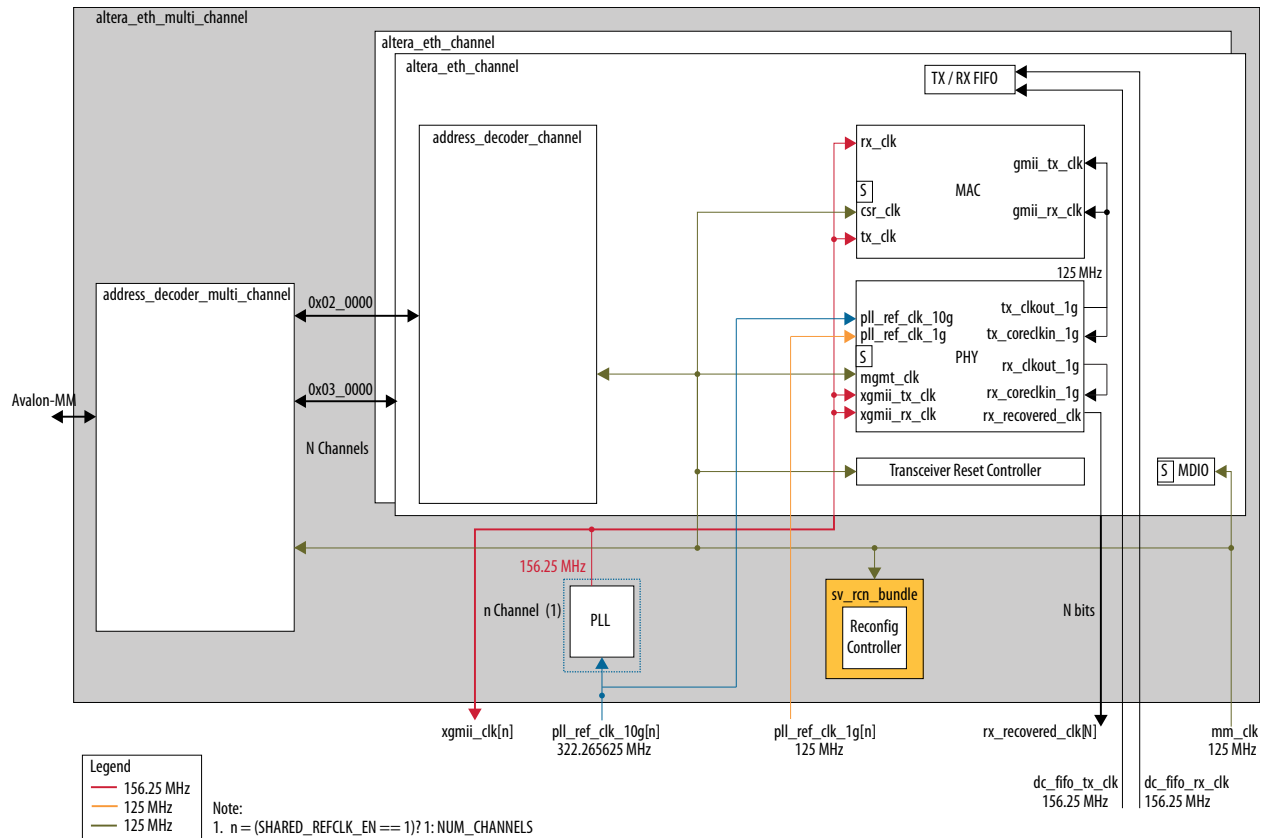 altera_eth_multi_channel
altera_eth_channel
altera_eth_channel
TX / RX FIFO
address_decoder_channel
rx_clk
gmii_tx_clk
S
MAC
csr_clk
gmii_rx_clk
tx_clk
125 MHz
address_decoder_multi_channel
0x02_0000
pll_ref_clk_10g
tx_clkout_1g
pll_ref_clk_1g
tx_coreclkin_1g
S
PHY
rx_clkout_1g
mgmt_clk
0x03_0000
xgmii_tx_clk
rx_coreclkin_1g
Avalon-MM
xgmii_rx_clk
rx_recovered_clk
N Channels
Transceiver Reset Controller
S
MDIO
156.25 MHz
sv_rcn_bundle
n Channel (1)
PLL
N bits
Reconfig
Controller
xgmii_clk[n]
pll_ref_clk_10g[n]
322.265625 MHz
pll_ref_clk_1g[n]
125 MHz
rx_recovered_clk[N]
mm_clk
125 MHz
dc_fifo_tx_clk
156.25 MHz
dc_fifo_rx_clk
156.25 MHz
Legend
156.25 MHz
125 MHz
125 MHz
Note:
1. n = (SHARED_REFCLK_EN == 1)? 1: NUM_CHANNELS